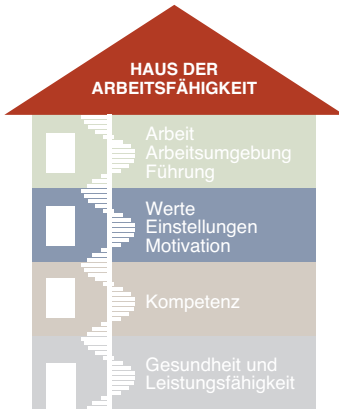 HAUS DER
ARBEITSFÄHIGKEIT
Arbeit
Arbeitsumgebung
Führung
Werte
Einstellungen
Motivation
Kompetenz
Gesundheit und
Leistungsfähigkeit